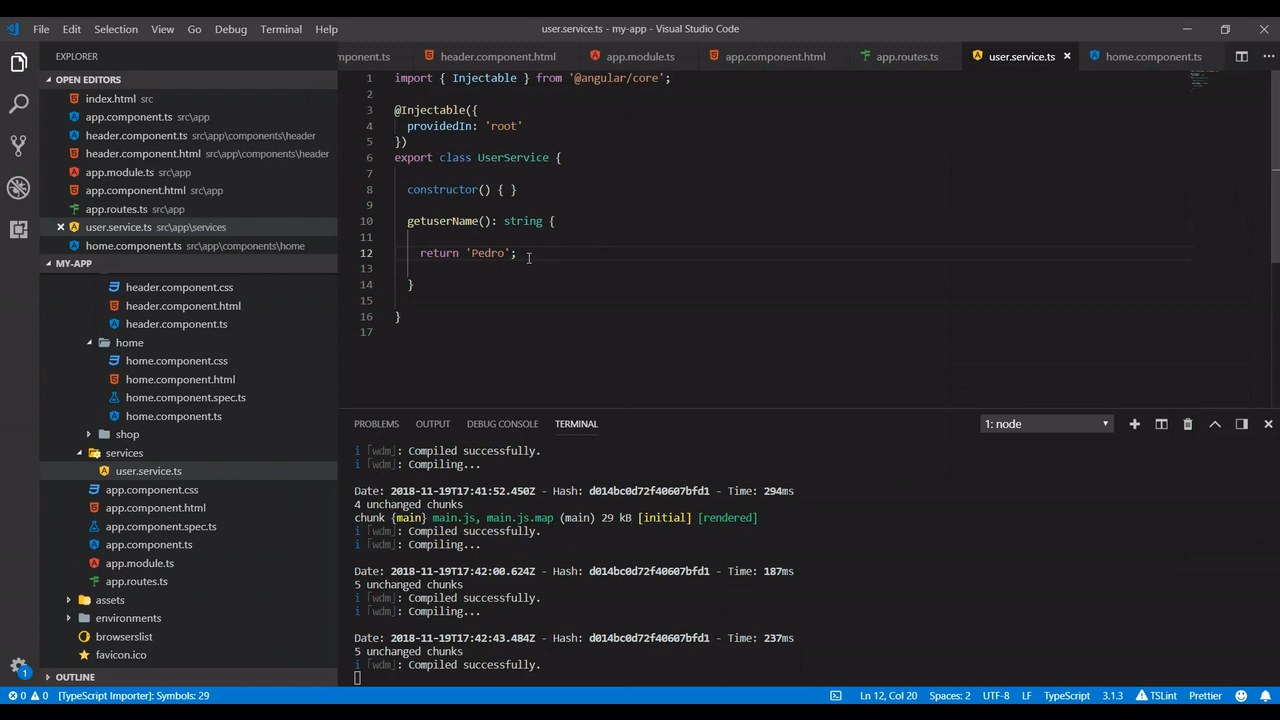 File Edit Selection View Go Debug Terminal Help
user.service.ts - my-app - Visual Studio Code
EXPLORER
OPEN EDITORS
index.html src
app.component.ts src\app
header.component.ts src\app\components\header
header.component.html src\app\components\header
app.module.ts src\app
app.component.html src\app
app.routes.ts src\app
user.service.ts src\app\services
home.component.ts src\app\components\home
MY-APP
header.component.css
header.component.html
header.component.ts
home
home.component.css
home.component.html
home.component.spec.ts
home.component.ts
shop
services
user.service.ts
app.component.css
app.component.html
app.component.spec.ts
app.component.ts
app.module.ts
app.routes.ts
assets
environments
browserslist
favicon.ico
OUTLINE
mponent.ts header.component.html app.module.ts app.component.html app.routes.ts user.service.ts home.component.ts
1 import { Injectable } from '@angular/core';
2
3 @Injectable({
4 providedIn: 'root'
5 })
6 export class UserService {
7
8 constructor() { }
9
10 getuserName(): string {
11
12 return 'Pedro';
13
14 }
15
16 }
17
PROBLEMS OUTPUT DEBUG CONSOLE TERMINAL 1: node
i ｢wdm｣: Compiled successfully.
i ｢wdm｣: Compiling...
Date: 2018-11-19T17:41:52.450Z - Hash: d014bc0d72f40607bfd1 - Time: 294ms
4 unchanged chunks
chunk {main} main.js, main.js.map (main) 29 kB [initial] [rendered]
i ｢wdm｣: Compiled successfully.
i ｢wdm｣: Compiling...
Date: 2018-11-19T17:42:00.624Z - Hash: d014bc0d72f40607bfd1 - Time: 187ms
5 unchanged chunks
i ｢wdm｣: Compiled successfully.
i ｢wdm｣: Compiling...
Date: 2018-11-19T17:42:43.484Z - Hash: d014bc0d72f40607bfd1 - Time: 237ms
5 unchanged chunks
i ｢wdm｣: Compiled successfully.
1
0 0 [TypeScript Importer]: Symbols: 29 Ln 12, Col 20 Spaces: 2 UTF-8 LF TypeScript 3.1.3 TSLint Prettier